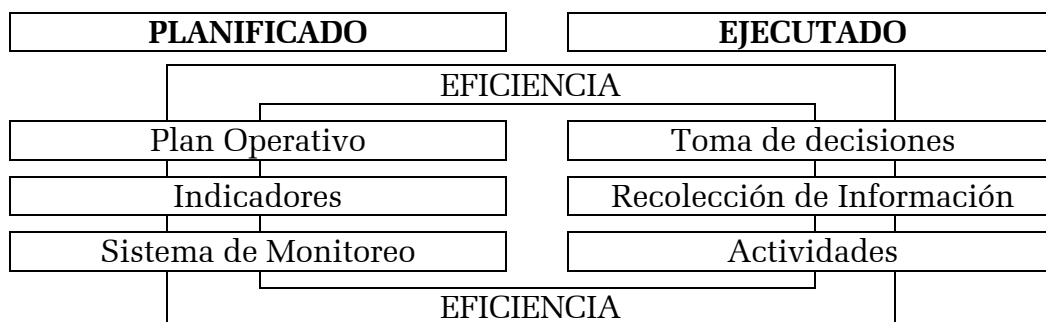 PLANIFICADO EJECUTADO
EFICIENCIA
Plan Operativo Toma de decisiones
Indicadores Recolección de Información
Sistema de Monitoreo Actividades
EFICIENCIA